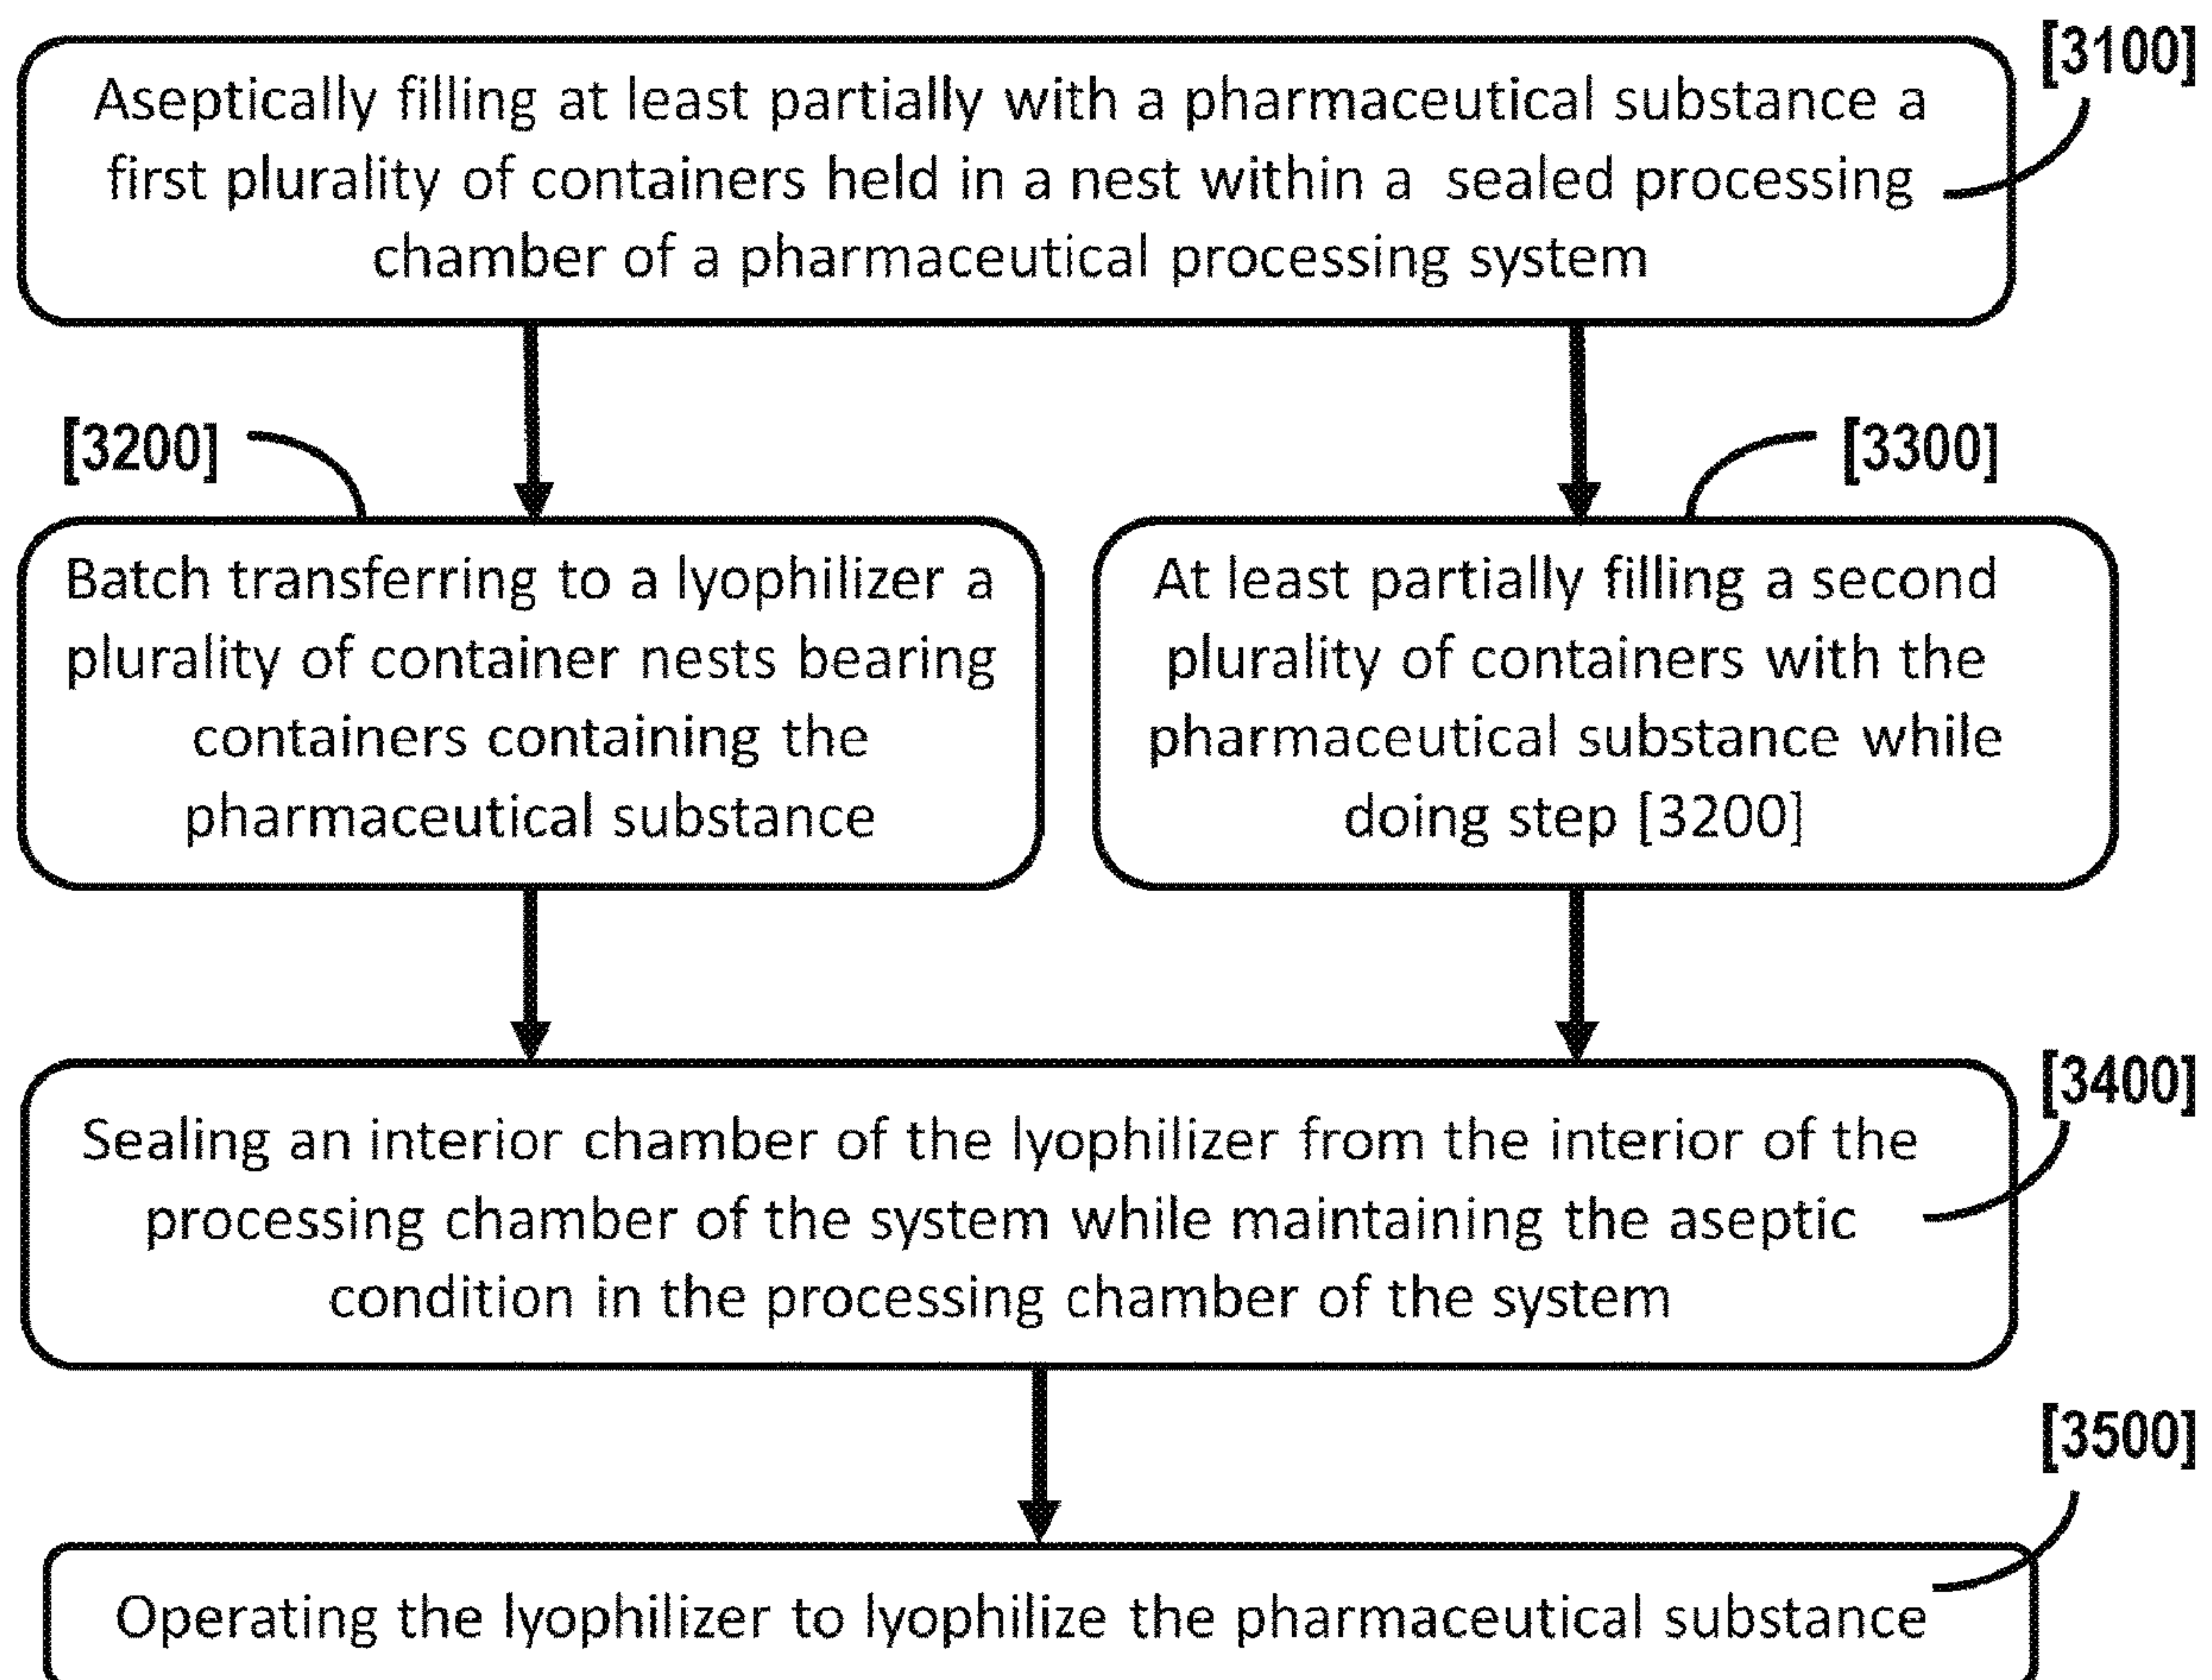 [3100]
Aseptically filling at least partially with a pharmaceutical substance a
first plurality of containers held in a nest within a sealed processing
chamber of a pharmaceutical processing system
[3200]
Batch transferring to a lyophilizer a
plurality of container nests bearing
containers containing the
pharmaceutical substance
[3300]
At least partially filling a second
plurality of containers with the
pharmaceutical substance while
doing step [3200]
[3400]
Sealing an interior chamber of the lyophilizer from the interior of the
processing chamber of the system while maintaining the aseptic
condition in the processing chamber of the system
[3500]
Operating the lyophilizer to lyophilize the pharmaceutical substance